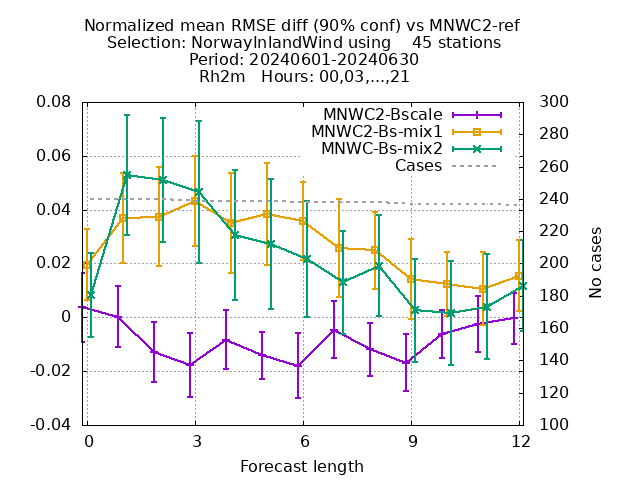 Normalized mean RMSE diff (90% conf) vs MNWC2-ref
Selection: NorwayInlandWind using 45 stations
Period: 20240601-20240630
Rh2m Hours: 00,03,...,21
MNWC2-Bscale
MNWC2-Bs-mix1
MNWC-Bs-mix2
Cases
0.08
0.06
0.04
0.02
0
-0.02
-0.04
300
280
260
240
220
200
180
160
140
120
100
No cases
0 3 6 9 12
Forecast length